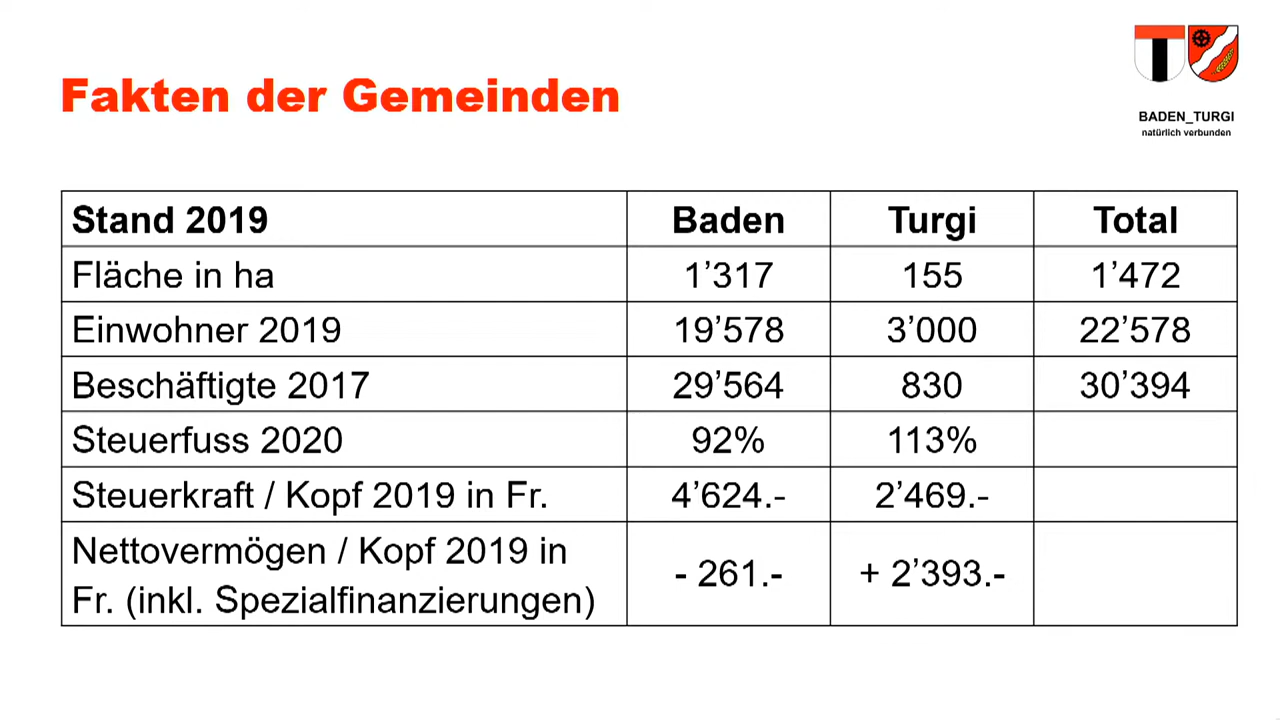 Fakten der Gemeinden
BADEN_TURGI
natürlich verbunden
Stand 2019 Baden Turgi Total
Fläche in ha 1’317 155 1’472
Einwohner 2019 19’578 3’000 22’578
Beschäftigte 2017 29’564 830 30’394
Steuerfuss 2020 92% 113%
Steuerkraft / Kopf 2019 in Fr. 4’624.- 2’469.-
Nettovermögen / Kopf 2019 in
Fr. (inkl. Spezialfinanzierungen) - 261.- + 2’393.-